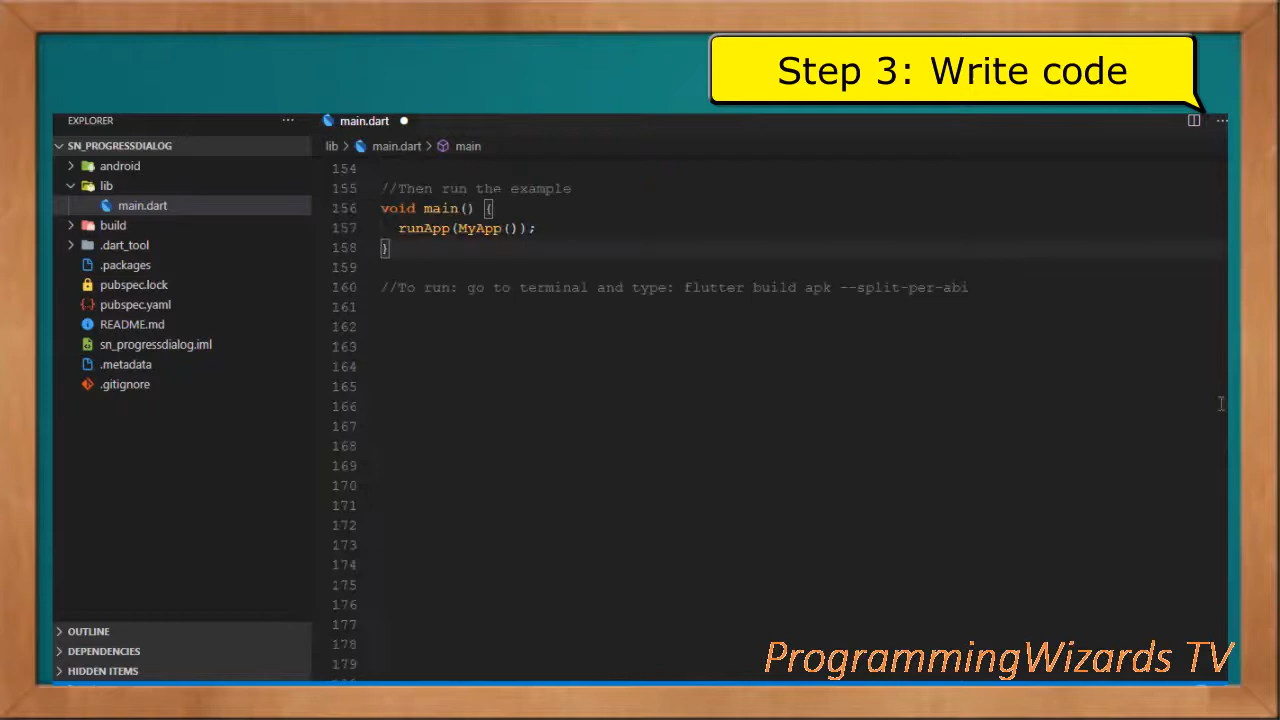 Step 3: Write code
EXPLORER
SN_PROGRESSDIALOG
android
lib
main.dart
build
.dart_tool
.packages
pubspec.lock
pubspec.yaml
README.md
sn_progressdialog.iml
.metadata
.gitignore
OUTLINE
DEPENDENCIES
HIDDEN ITEMS
main.dart
lib > main.dart > main
154
155 //Then run the example
156 void main() {
157 runApp(MyApp());
158 }
159
160 //To run: go to terminal and type: flutter build apk --split-per-abi
161
162
163
164
165
166
167
168
169
170
171
172
173
174
175
176
177
178
179
ProgrammingWizards TV